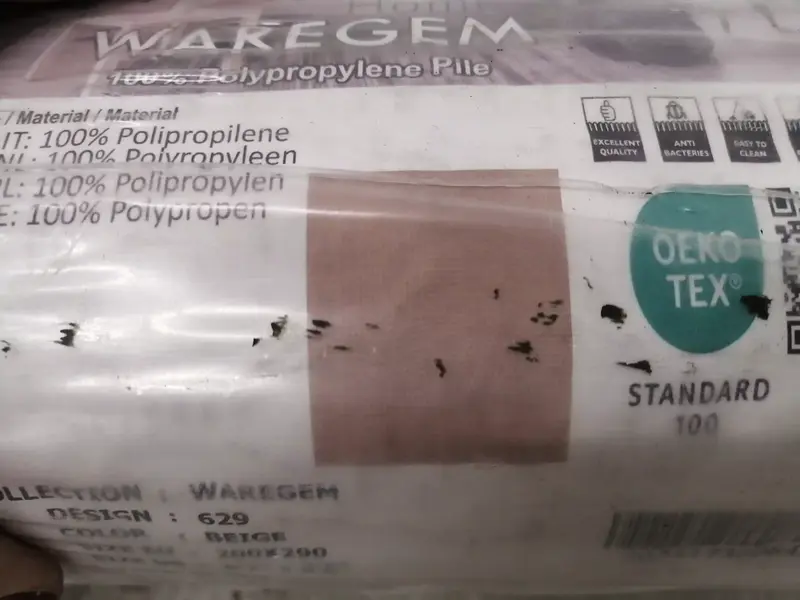 Home
WAREGEM
100% Polypropylene Pile
/ Material / Material
IT: 100% Polipropilene
NL: 100% Polypropyleen
L: 100% Polipropylen
E: 100% Polypropen
EXCELLENT QUALITY
ANTI BACTERIES
EASY TO CLEAN
OEKO
TEX®
STANDARD
100
OLLECTION : WAREGEM
DESIGN : 629
COLOR : BEIGE
200X290